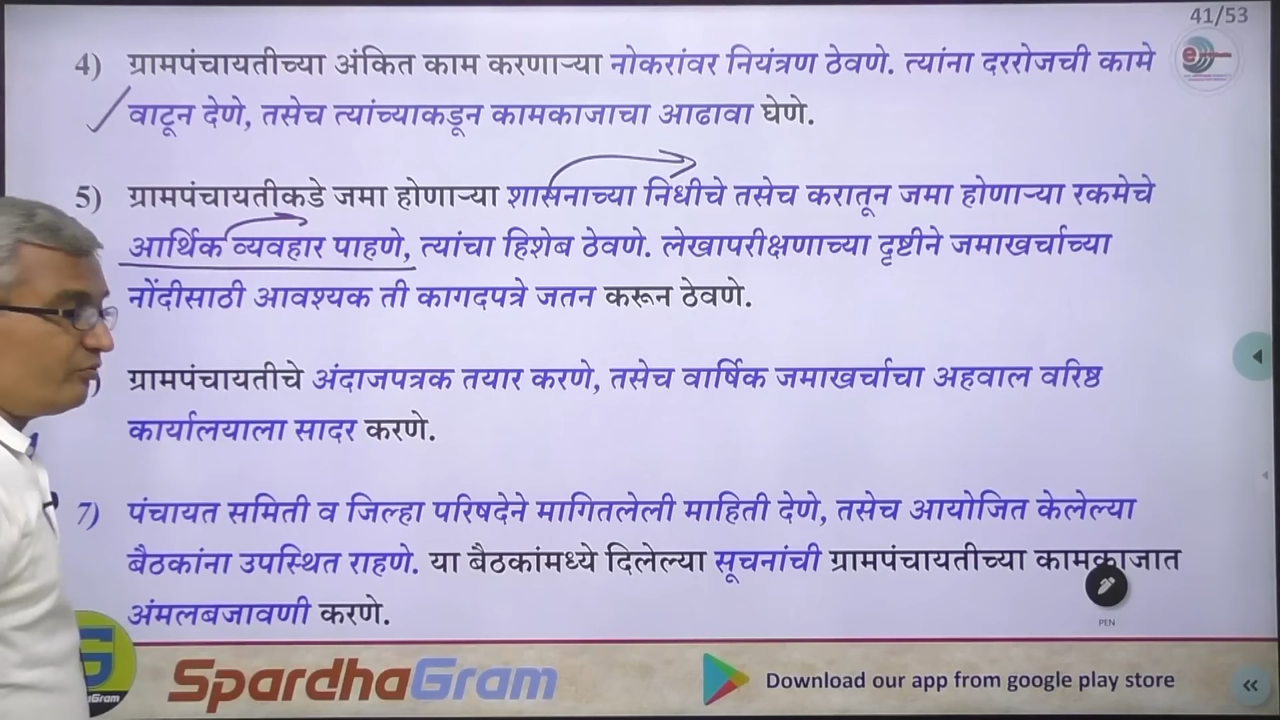 41/53
4) ग्रामपंचायतीच्या अंकित काम करणाऱ्या नोकरांवर नियंत्रण ठेवणे. त्यांना दररोजची कामे
वाटून देणे, तसेच त्यांच्याकडून कामकाजाचा आढावा घेणे.
5) ग्रामपंचायतीकडे जमा होणाऱ्या शासनाच्या निधीचे तसेच करातून जमा होणाऱ्या रकमेचे
आर्थिक व्यवहार पाहणे, त्यांचा हिशेब ठेवणे. लेखापरीक्षणाच्या दृष्टीने जमाखर्चाच्या
नोंदीसाठी आवश्यक ती कागदपत्रे जतन करून ठेवणे.
) ग्रामपंचायतीचे अंदाजपत्रक तयार करणे, तसेच वार्षिक जमाखर्चाचा अहवाल वरिष्ठ
कार्यालयाला सादर करणे.
7) पंचायत समिती व जिल्हा परिषदेने मागितलेली माहिती देणे, तसेच आयोजित केलेल्या
बैठकांना उपस्थित राहणे. या बैठकांमध्ये दिलेल्या सूचनांची ग्रामपंचायतीच्या कामकाजात
अंमलबजावणी करणे.
PEN
SpardhaGram
Download our app from google play store